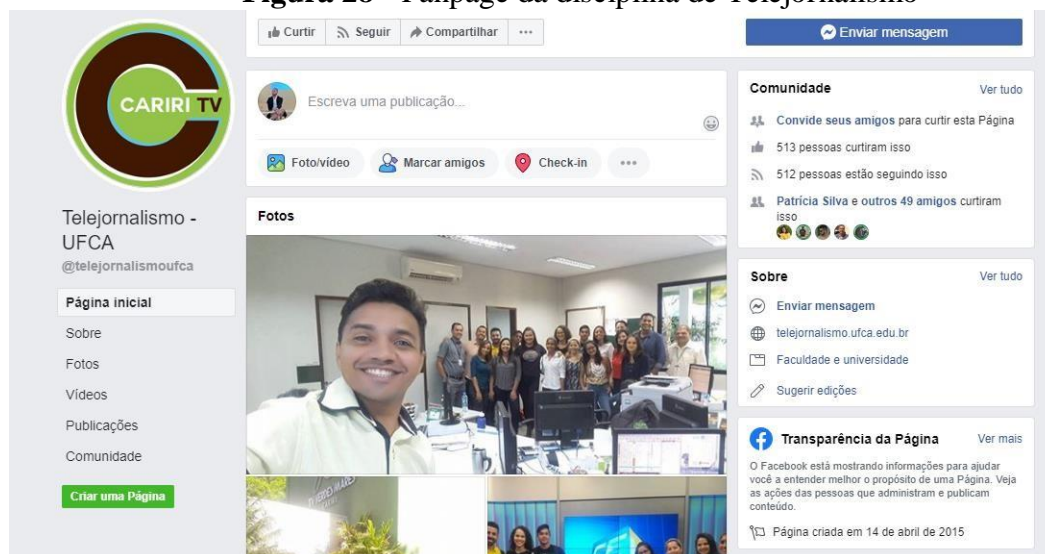 Figura 28 - Fanpage da disciplina de Telejornalismo
CARIRI TV
Telejornalismo -
UFCA
@telejornalismoufca
Página inicial
Sobre
Fotos
Vídeos
Publicações
Comunidade
Criar uma Página
Curtir
Seguir
Compartilhar
Enviar mensagem
Escreva uma publicação...
Foto/vídeo
Marcar amigos
Check-in
Fotos
Comunidade
Ver tudo
Convide seus amigos para curtir esta Página
513 pessoas curtiram isso
512 pessoas estão seguindo isso
Patrícia Silva e outros 49 amigos curtiram
isso
Sobre
Ver tudo
Enviar mensagem
telejornalismo.ufca.edu.br
Faculdade e universidade
Sugerir edições
Transparência da Página
Ver mais
O Facebook está mostrando informações para ajudar
você a entender melhor o propósito de uma Página. Veja
as ações das pessoas que administram e publicam
conteúdo.
Página criada em 14 de abril de 2015